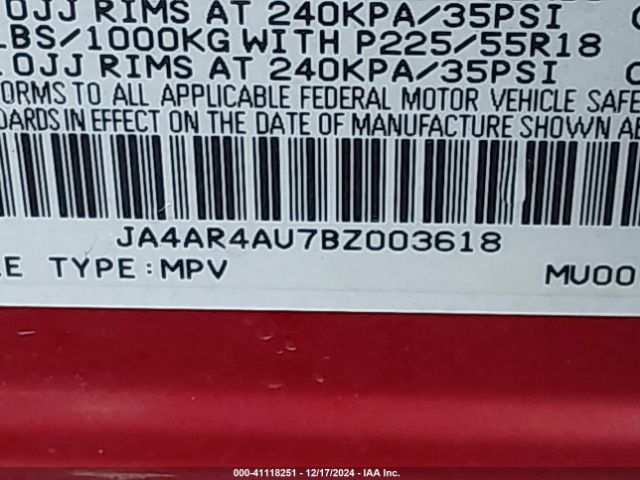 0JJ RIMS AT 240KPA/35PSI
LBS/1000KG WITH P225/55R18
.0JJ RIMS AT 240KPA/35PSI
ORMS TO ALL APPLICABLE FEDERAL MOTOR VEHICLE SAFE
DARDS IN EFFECT ON THE DATE OF MANUFACTURE SHOWN AB
JA4AR4AU7BZ003618
E TYPE:MPV MU00
000-41118251 | 12/17/2024 | IAA Inc.